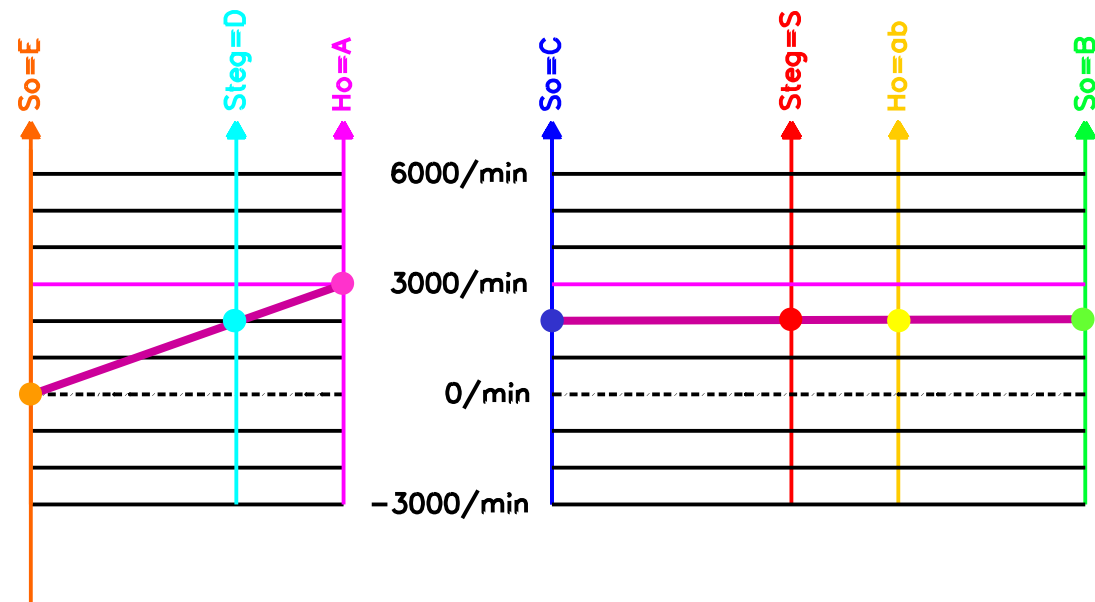 So=E
Steg=D
Ho=A
So=C
Steg=S
Ho=ab
So=B
6000/min
3000/min
0/min
-3000/min